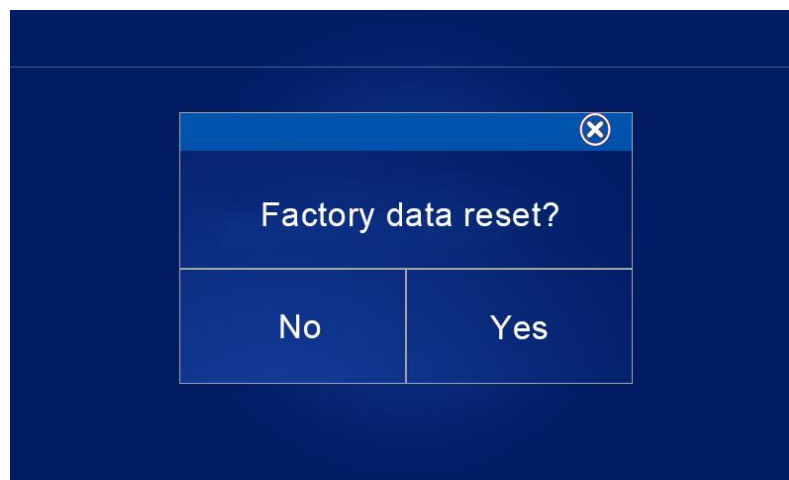 Factory data reset?
No
Yes